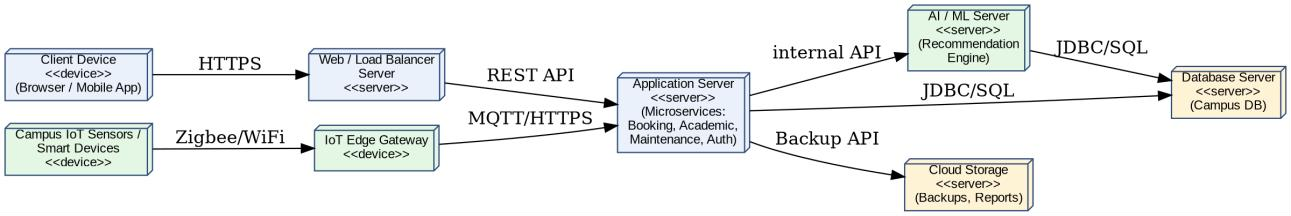 Client Device
<<device>>
(Browser / Mobile App)
HTTPS
Web / Load Balancer
Server
<<server>>
REST API
Campus IoT Sensors /
Smart Devices
<<device>>
Zigbee/WiFi
IoT Edge Gateway
<<device>>
MQTT/HTTPS
Application Server
<<server>>
(Microservices:
Booking, Academic,
Maintenance, Auth)
internal API
AI / ML Server
<<server>>
(Recommendation
Engine)
JDBC/SQL
JDBC/SQL
Database Server
<<server>>
(Campus DB)
Backup API
Cloud Storage
<<server>>
(Backups, Reports)